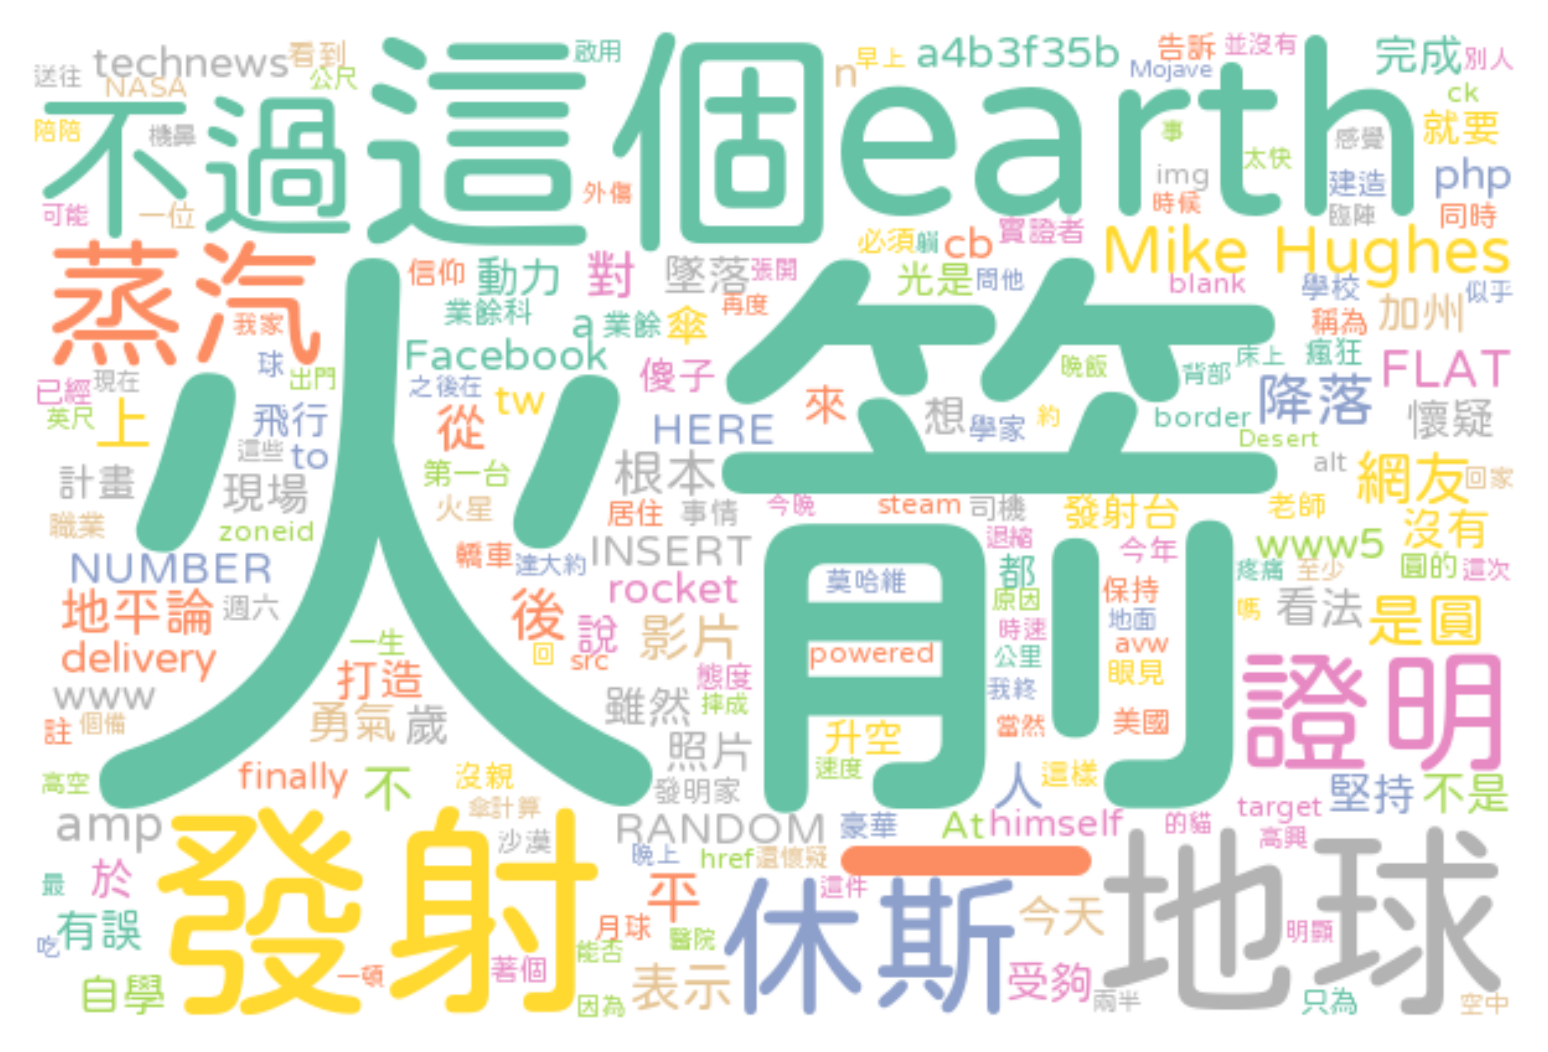 technews 看到 啟用 n 早上 a4b3f35b 告訴 並沒有 完成 別人
送往 NASA 公尺 Mojave ck
不過 這個 earth 就要
陪陪 機鼻 事 感覺
太快 img 建造 php
可能 一位 外傷 時候 臨陣 同時
蒸汽 信仰 動力 對 墜落 張開 必須 躺 cb 實證者 Mike Hughes
光是 問他 blank 學校 似乎
我家 業餘科 a 業餘 傘 再度 稱為 加州
火箭
球 出門 Facebook 傻子 晚飯 背部 床上 瘋狂 FLAT
已經 現在 之後在 tw 來 想 學家 約 border 降落 懷疑
英尺 上 飛行 從 HERE Desert
這些 to 第一台 根本 alt 網友 回家
計畫 現場 火星 居住 事情 今晚 steam 司機 發射台 老師 沒有
職業 zoneid 轎車 達大約 INSERT 退縮 今年 www5
NUMBER rocket 莫哈維 都 保持 疼痛 至少 圓的 這次
地平論 週六 後 說 影片 原因 地面 嗎 看法 是圓
delivery 一生 回 src powered 時速 公里 avw
www 打造 態度 摔成 我終 眼見 證明
註 個備 勇氣 歲 雖然 升空 當然 美國
高空 finally 不 沒親 照片 速度 人 這樣 堅持 不是
發明家 target
amp 發射 傘計算 沙漠 RANDOM 豪華 At himself 的貓 高興
晚上 href 還懷疑 一 地球
最 於 平 休斯 這件
有誤 月球 今天 明顯
吃 能否 醫院
自學 一頓 著個 因為 表示 受夠 兩半 只為 空中